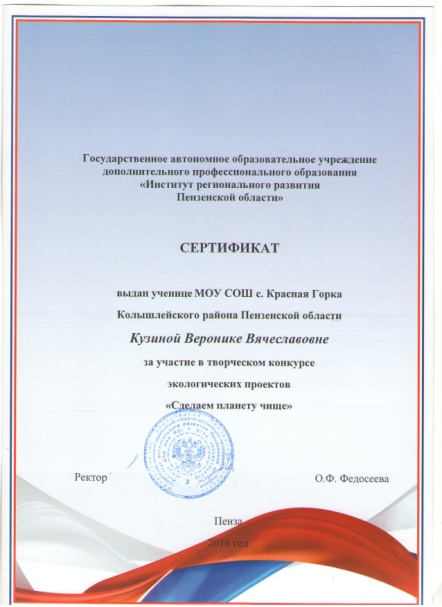 Государственное автономное образовательное учреждение
дополнительного профессионального образования
«Институт регионального развития
Пензенской области»
СЕРТИФИКАТ
выдан ученице МОУ СОШ с. Красная Горка
Колышлейского района Пензенской области
Кузиной Веронике Вячеславовне
за участие в творческом конкурсе
экологических проектов
«Сделаем планету чище»
Ректор О.Ф. Федосеева
Пенза
2016 год